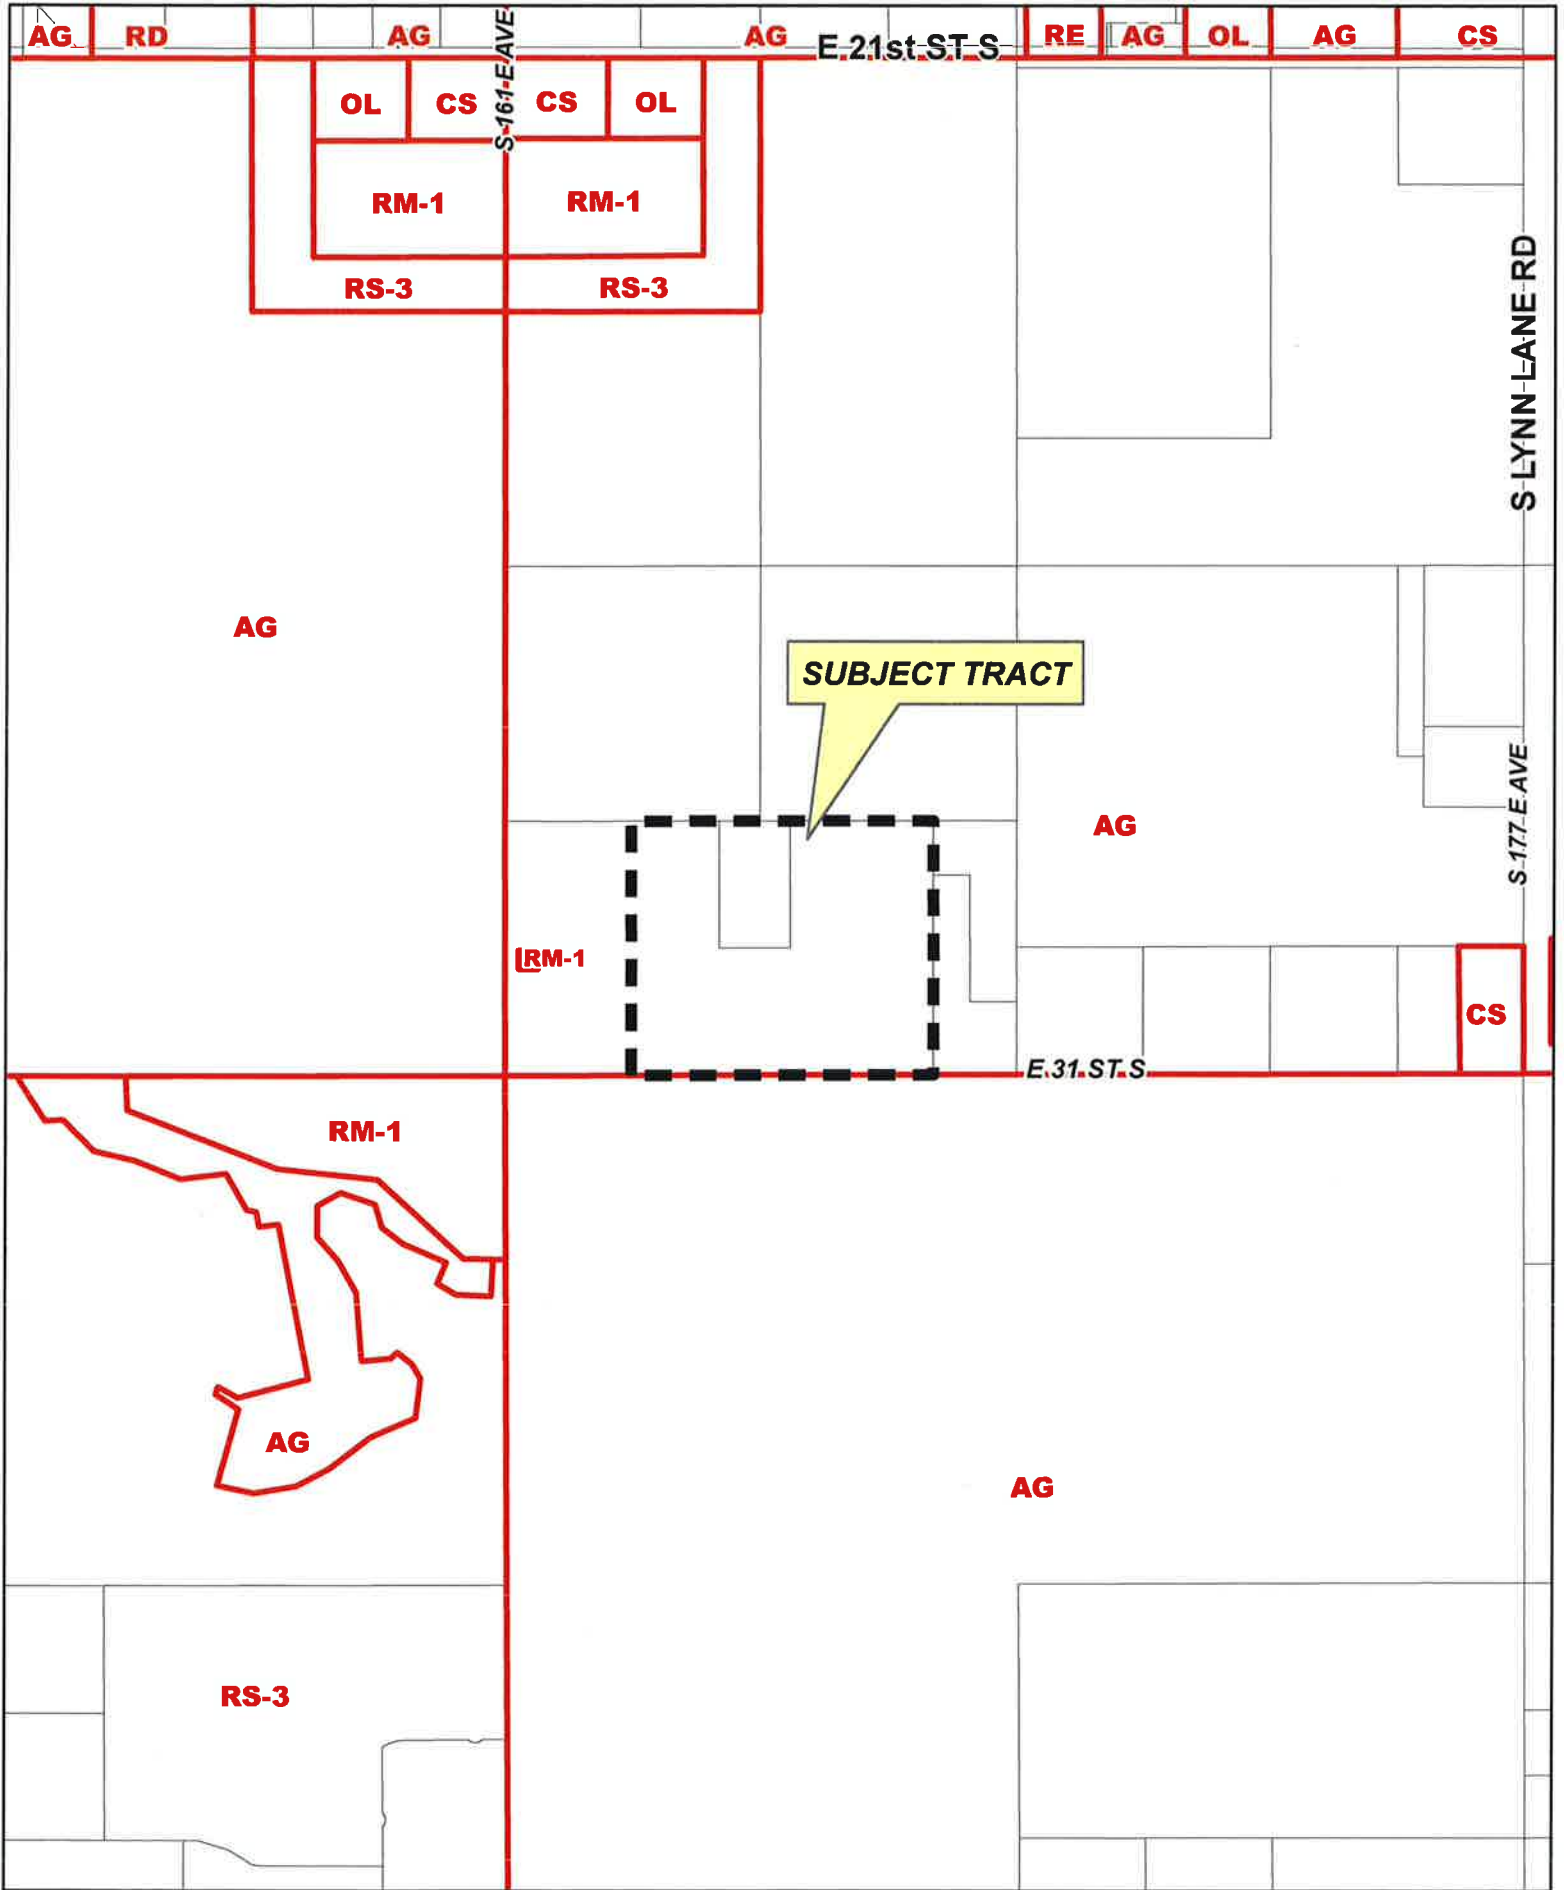 AG
RD
AG
S 161 E AVE
AG
E 21st ST S
RE
AG
OL
AG
CS
OL
CS
CS
OL
RM-1
RM-1
RS-3
RS-3
S LYNN LANE RD
AG
SUBJECT TRACT
AG
S 177 E AVE
RM-1
CS
E 31 ST S
RM-1
AG
AG
RS-3